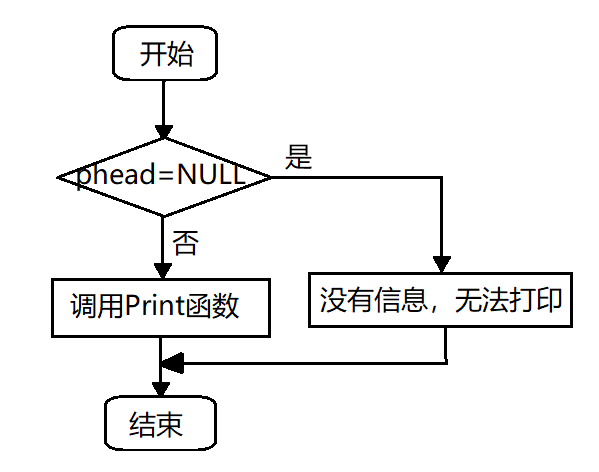 开始
phead=NULL
是
否
调用Print函数
没有信息，无法打印
结束